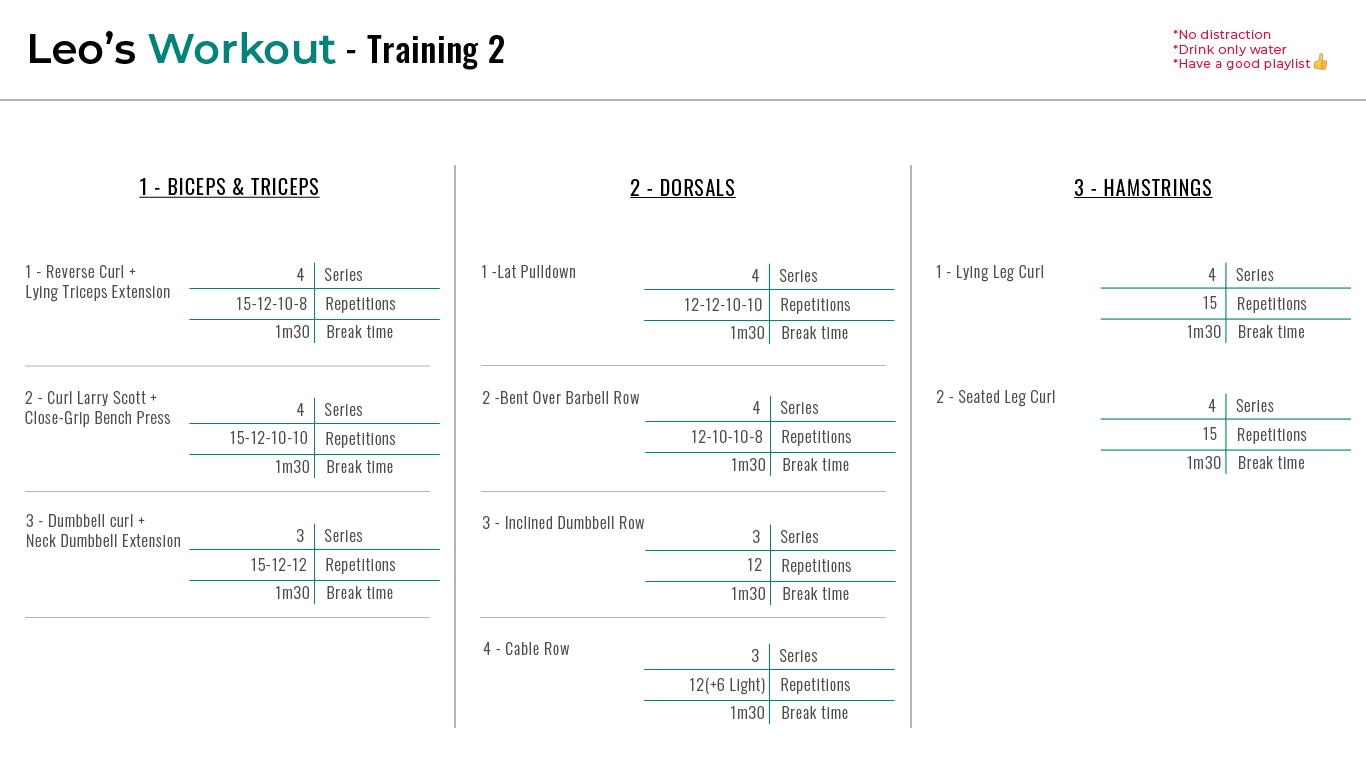 Leo's Workout - Training 2
*No distraction
*Drink only water
*Have a good playlist👍
1 - BICEPS & TRICEPS
1 - Reverse Curl +
Lying Triceps Extension
4 Series
15-12-10-8 Repetitions
1m30 Break time
2 - Curl Larry Scott +
Close-Grip Bench Press
4 Series
15-12-10-10 Repetitions
1m30 Break time
3 - Dumbbell curl +
Neck Dumbbell Extension
3 Series
15-12-12 Repetitions
1m30 Break time
2 - DORSALS
1 -Lat Pulldown
4 Series
12-12-10-10 Repetitions
1m30 Break time
2 -Bent Over Barbell Row
4 Series
12-10-10-8 Repetitions
1m30 Break time
3 - Inclined Dumbbell Row
3 Series
12 Repetitions
1m30 Break time
4 - Cable Row
3 Series
12(+6 Light) Repetitions
1m30 Break time
3 - HAMSTRINGS
1 - Lying Leg Curl
4 Series
15 Repetitions
1m30 Break time
2 - Seated Leg Curl
4 Series
15 Repetitions
1m30 Break time